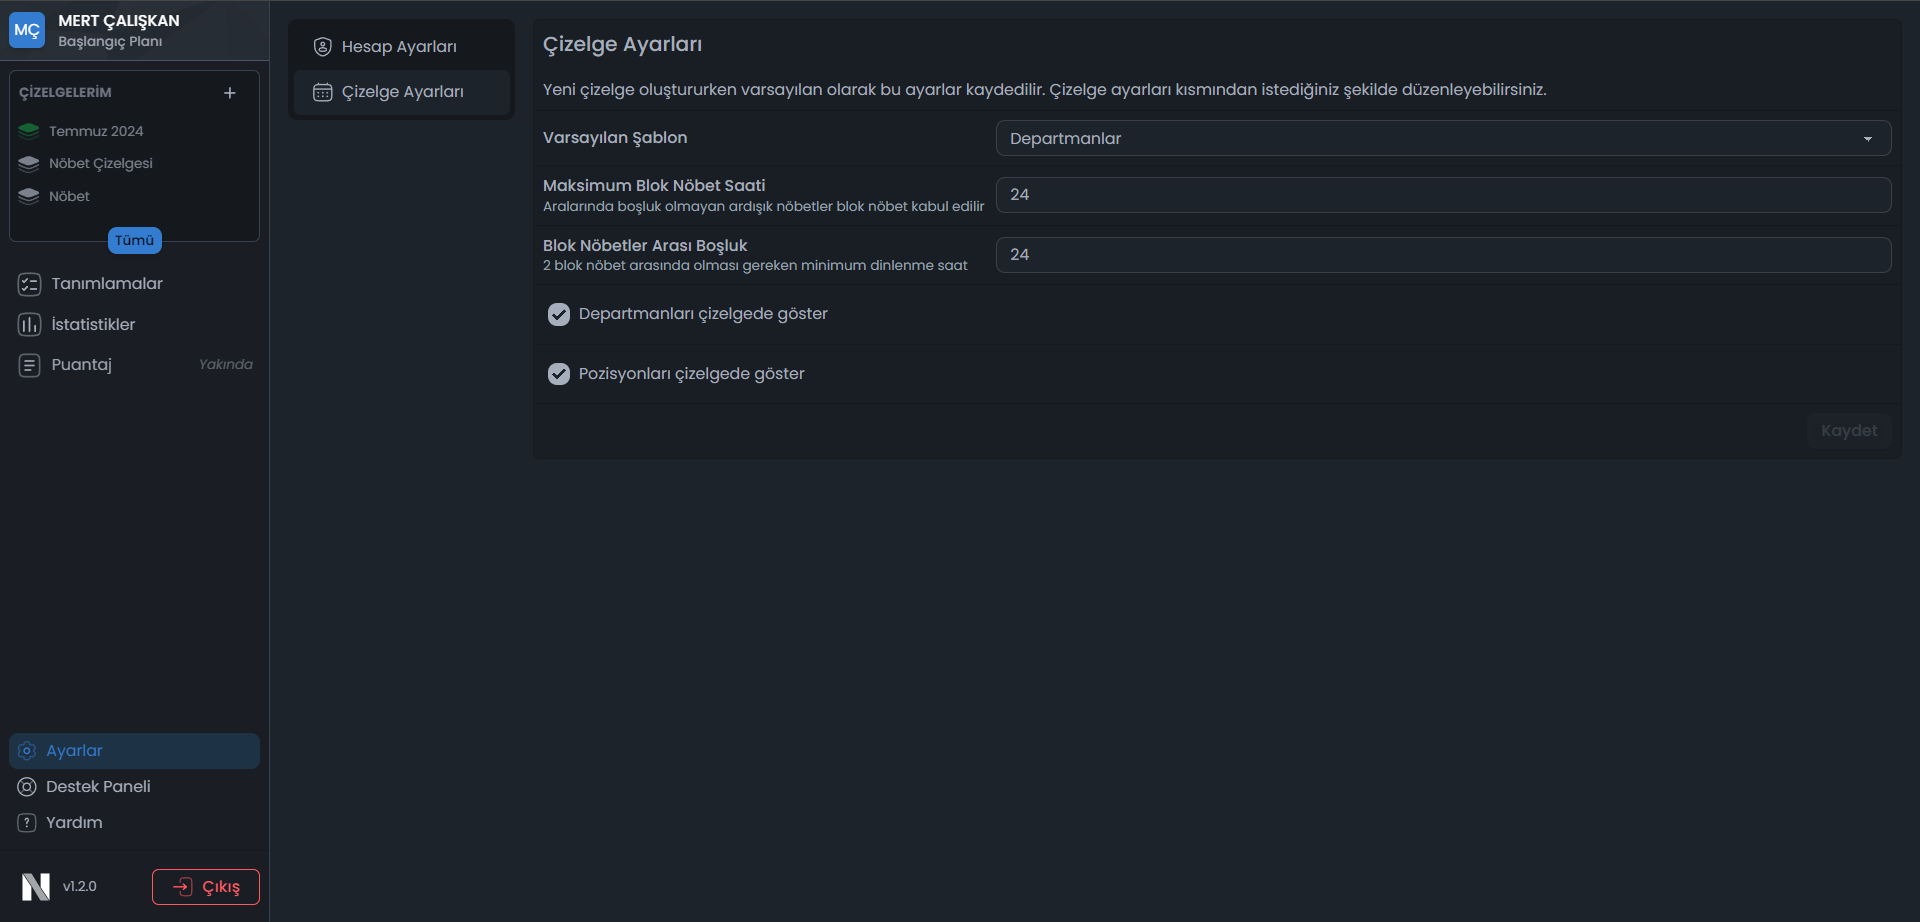 MÇ
MERT ÇALIŞKAN
Başlangıç Planı
ÇİZELGELERİM
Temmuz 2024
Nöbet Çizelgesi
Nöbet
Tümü
Tanımlamalar
İstatistikler
Puantaj
Yakında
Ayarlar
Destek Paneli
Yardım
N
v1.2.0
Çıkış
Hesap Ayarları
Çizelge Ayarları
Çizelge Ayarları
Yeni çizelge oluştururken varsayılan olarak bu ayarlar kaydedilir. Çizelge ayarları kısmından istediğiniz şekilde düzenleyebilirsiniz.
Varsayılan Şablon
Departmanlar
Maksimum Blok Nöbet Saati
Aralarında boşluk olmayan ardışık nöbetler blok nöbet kabul edilir
24
Blok Nöbetler Arası Boşluk
2 blok nöbet arasında olması gereken minimum dinlenme saat
24
Departmanları çizelgede göster
Pozisyonları çizelgede göster
Kaydet